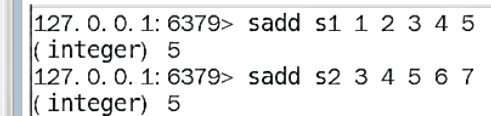 127.0.0.1:6379> sadd s1 1 2 3 4 5
(integer) 5
127.0.0.1:6379> sadd s2 3 4 5 6 7
(integer) 5